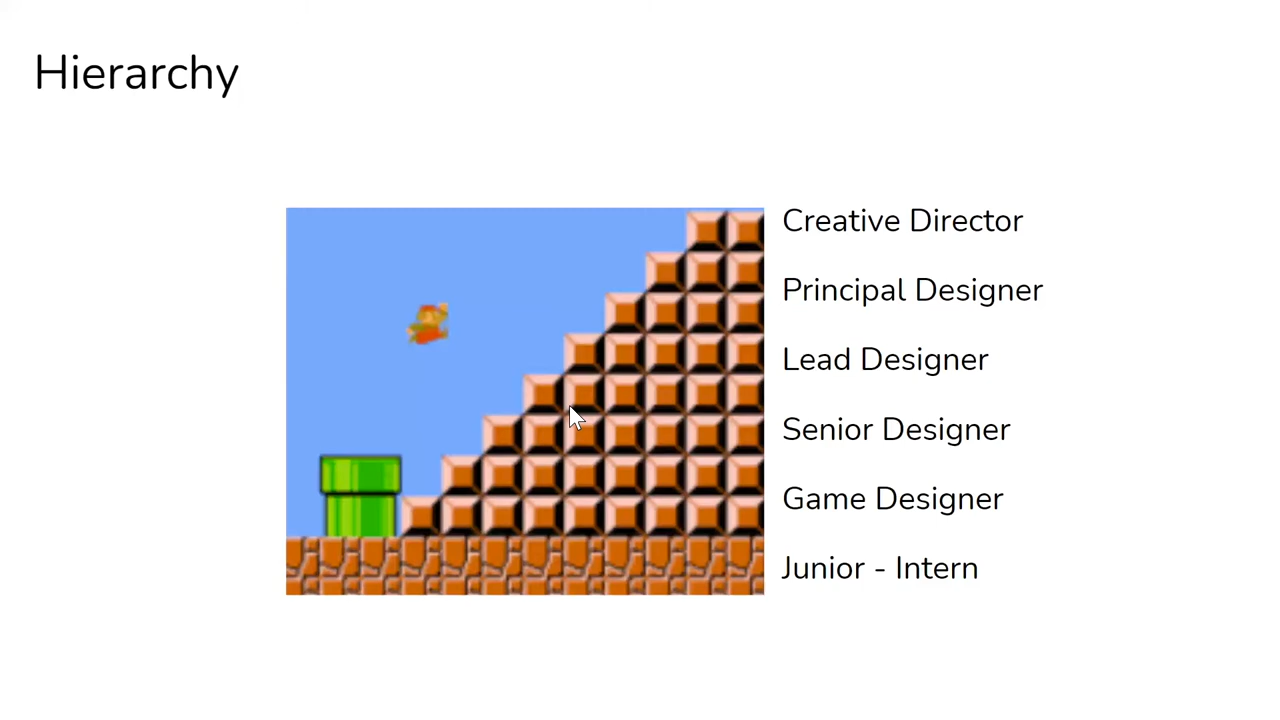 Hierarchy
Creative Director
Principal Designer
Lead Designer
Senior Designer
Game Designer
Junior - Intern